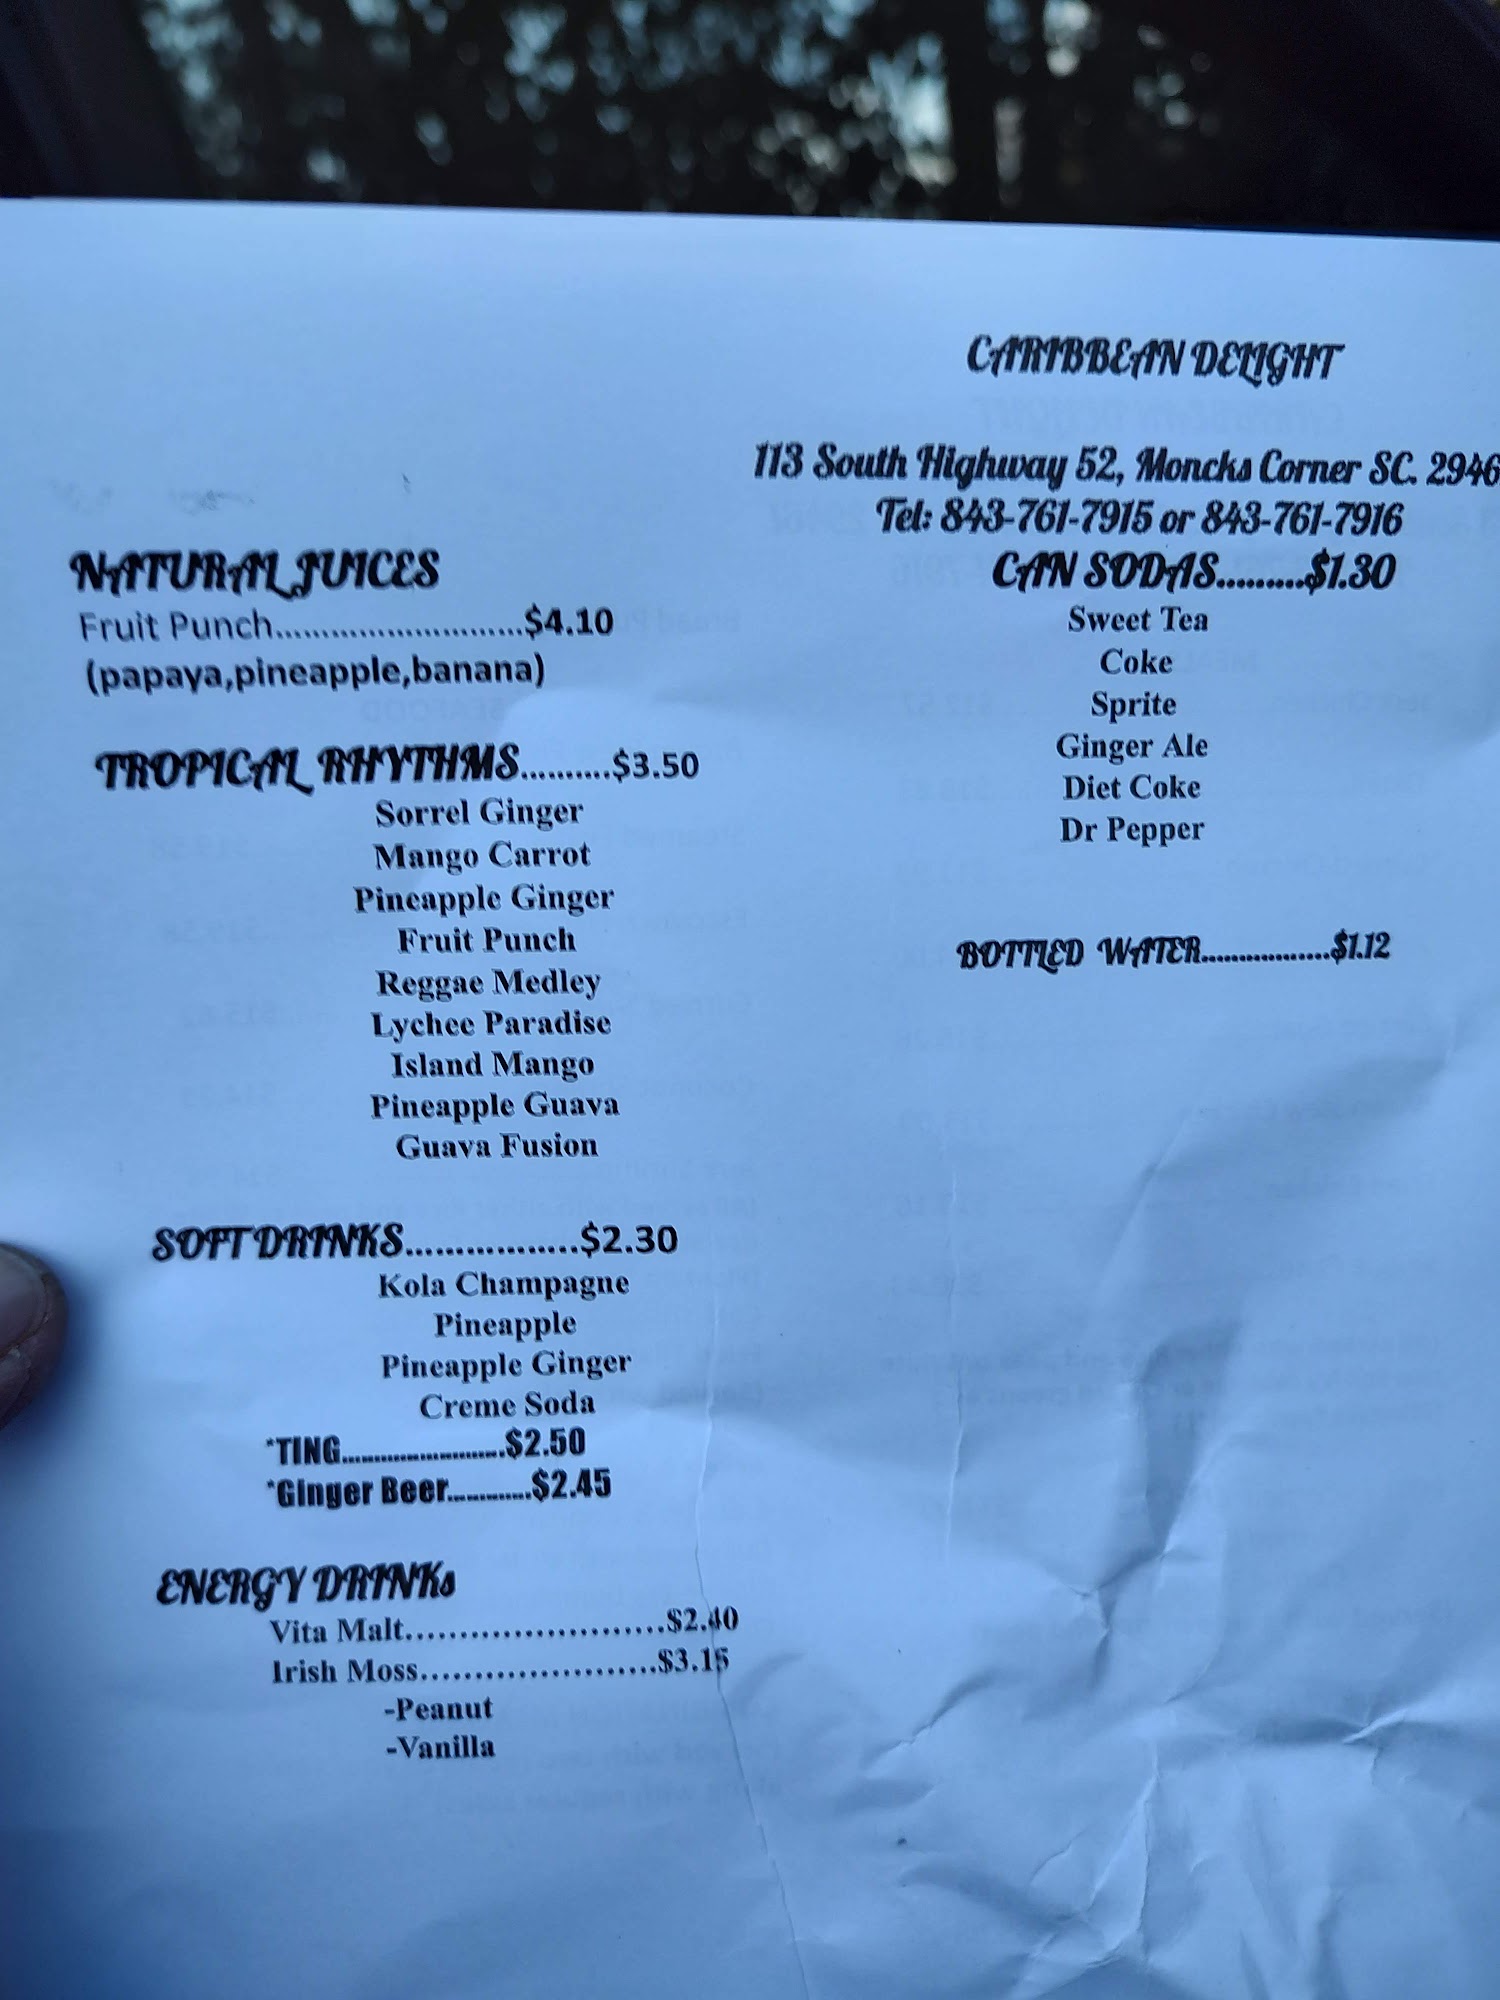 CARIBBEAN DELIGHT
113 South Highway 52, Moncks Corner SC. 2946
Tel: 843-761-7915 or 843-761-7916
NATURAL JUICES
Fruit Punch............................$4.10
(papaya,pineapple,banana)
TROPICAL RHYTHMS..........$3.50
Sorrel Ginger
Mango Carrot
Pineapple Ginger
Fruit Punch
Reggae Medley
Lychee Paradise
Island Mango
Pineapple Guava
Guava Fusion
SOFT DRINKS..................$2.30
Kola Champagne
Pineapple
Pineapple Ginger
Creme Soda
*TING..........................$2.50
*Ginger Beer.............$2.45
ENERGY DRINKs
Vita Malt........................$2.40
Irish Moss......................$3.15
-Peanut
-Vanilla
CAN SODAS.........$1.30
Sweet Tea
Coke
Sprite
Ginger Ale
Diet Coke
Dr Pepper
BOTTLED WATER..................$1.12